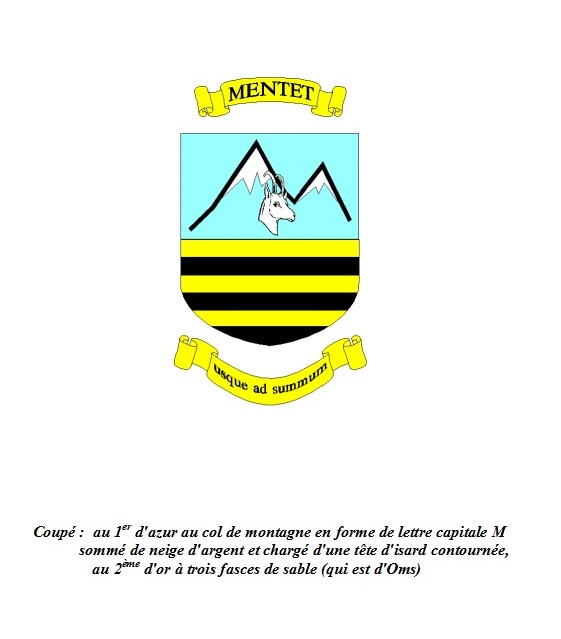 MENTET
usque ad summum
Coupé : au 1er d'azur au col de montagne en forme de lettre capitale M
sommé de neige d'argent et chargé d'une tête d'isard contournée,
au 2ème d'or à trois fasces de sable (qui est d'Oms)